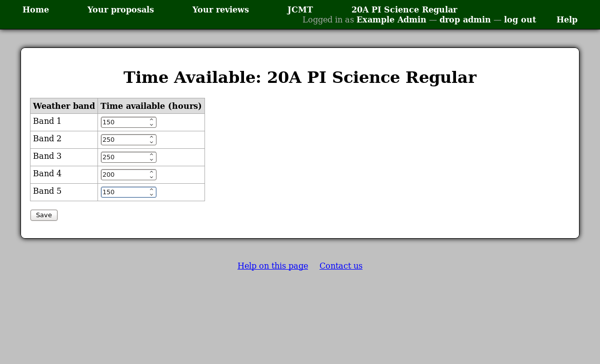 Home Your proposals Your reviews JCMT 20A PI Science Regular
Logged in as Example Admin — drop admin — log out Help
Time Available: 20A PI Science Regular
Weather band Time available (hours)
Band 1 150
Band 2 250
Band 3 250
Band 4 200
Band 5 150
Save
Help on this page Contact us